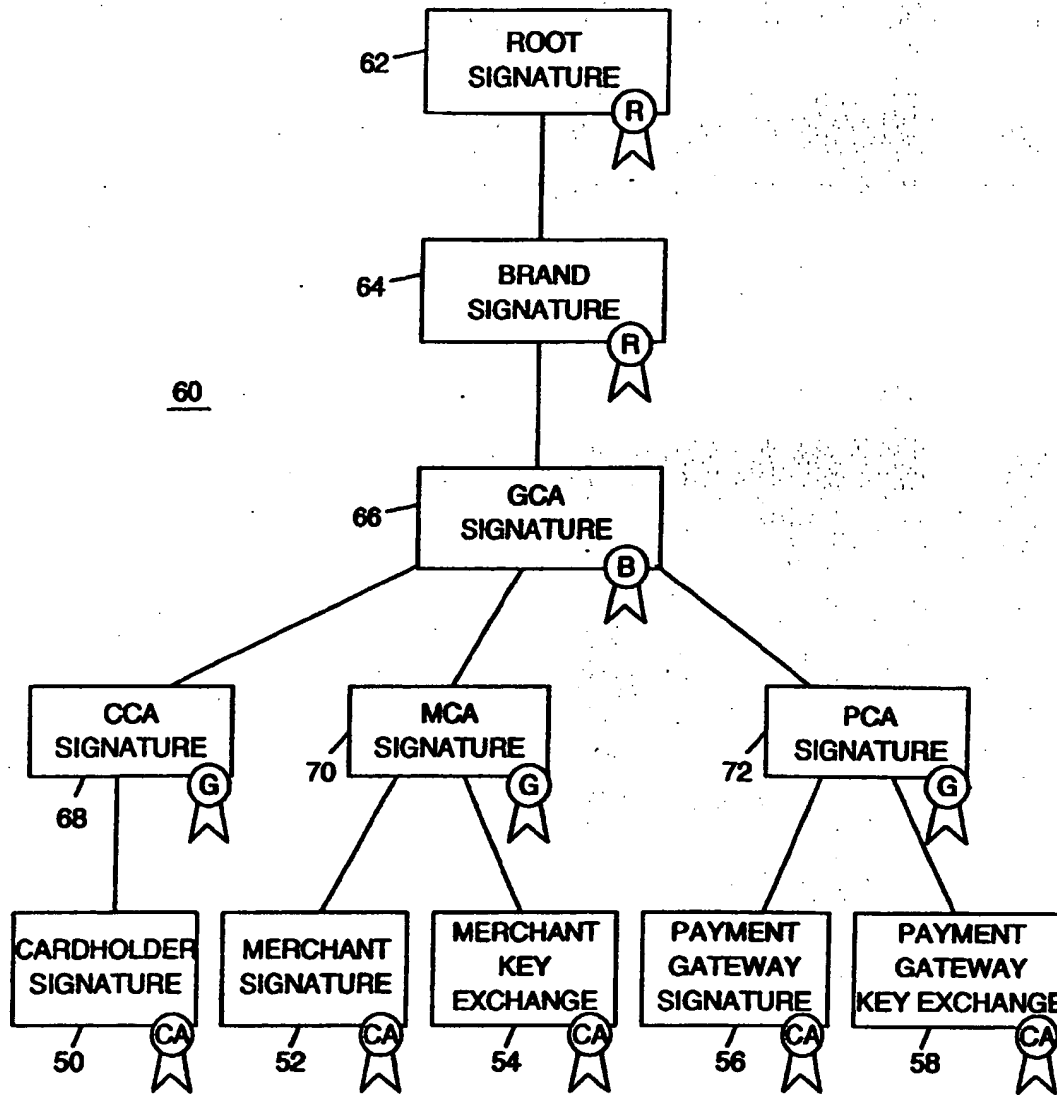 ROOT
SIGNATURE
62
R
BRAND
SIGNATURE
64
R
60
GCA
SIGNATURE
66
B
CCA
SIGNATURE
68
G
MCA
SIGNATURE
70
G
PCA
SIGNATURE
72
G
CARDHOLDER
SIGNATURE
50
CA
MERCHANT
SIGNATURE
52
CA
MERCHANT
KEY
EXCHANGE
54
CA
PAYMENT
GATEWAY
SIGNATURE
56
CA
PAYMENT
GATEWAY
KEY EXCHANGE
58
CA